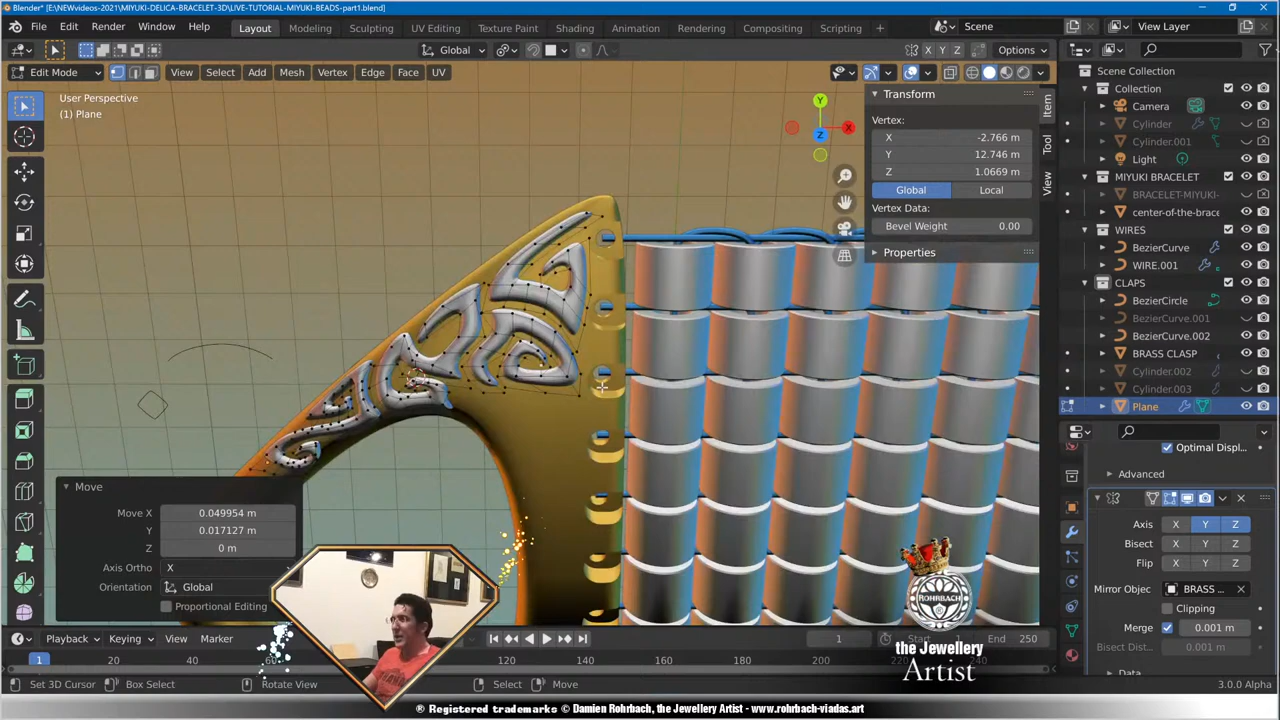 Blender* [E:\NEWvideos-2021\MIYUKI-DELICA-BRACELET-3D\LIVE-TUTORIAL-MIYUKI-BEADS-part1.blend]
File Edit Render Window Help Layout Modeling Sculpting UV Editing Texture Paint Shading Animation Rendering Compositing Scripting + Scene View Layer
Global X Y Z Options
Edit Mode View Select Add Mesh Vertex Edge Face UV
User Perspective
(1) Plane
Y
X
Z
Transform
Vertex:
X -2.766 m
Y 12.746 m
Z 1.0669 m
Global Local
Vertex Data:
Bevel Weight 0.00
Properties
Item
Tool
View
Scene Collection
Collection
Camera
Cylinder
Cylinder.001
Light
MIYUKI BRACELET
BRACELET-MIYUKI-
center-of-the-brace
WIRES
BezierCurve
WIRE.001
CLAPS
BezierCircle
BezierCurve.001
BezierCurve.002
BRASS CLASP
Cylinder.002
Cylinder.003
Plane
Optimal Displ...
Advanced
Axis X Y Z
Bisect X Y Z
Flip X Y Z
Mirror Objec BRASS ...
Clipping
Merge 0.001 m
Bisect Dis... 0.001 m
Data
Move
Move X 0.049954 m
Y 0.017127 m
Z 0 m
Axis Ortho X
Orientation Global
Proportional Editing
ROHRBACH
the Jewellery
Artist
Playback Keying View Marker 1 Start 1 End 250
1 20 40 60 120 140 160 180 200 220 240
Set 3D Cursor Box Select Rotate View Select Move 3.0.0 Alpha
® Registered trademarks © Damien Rohrbach, the Jewellery Artist - www.rohrbach-viadas.art